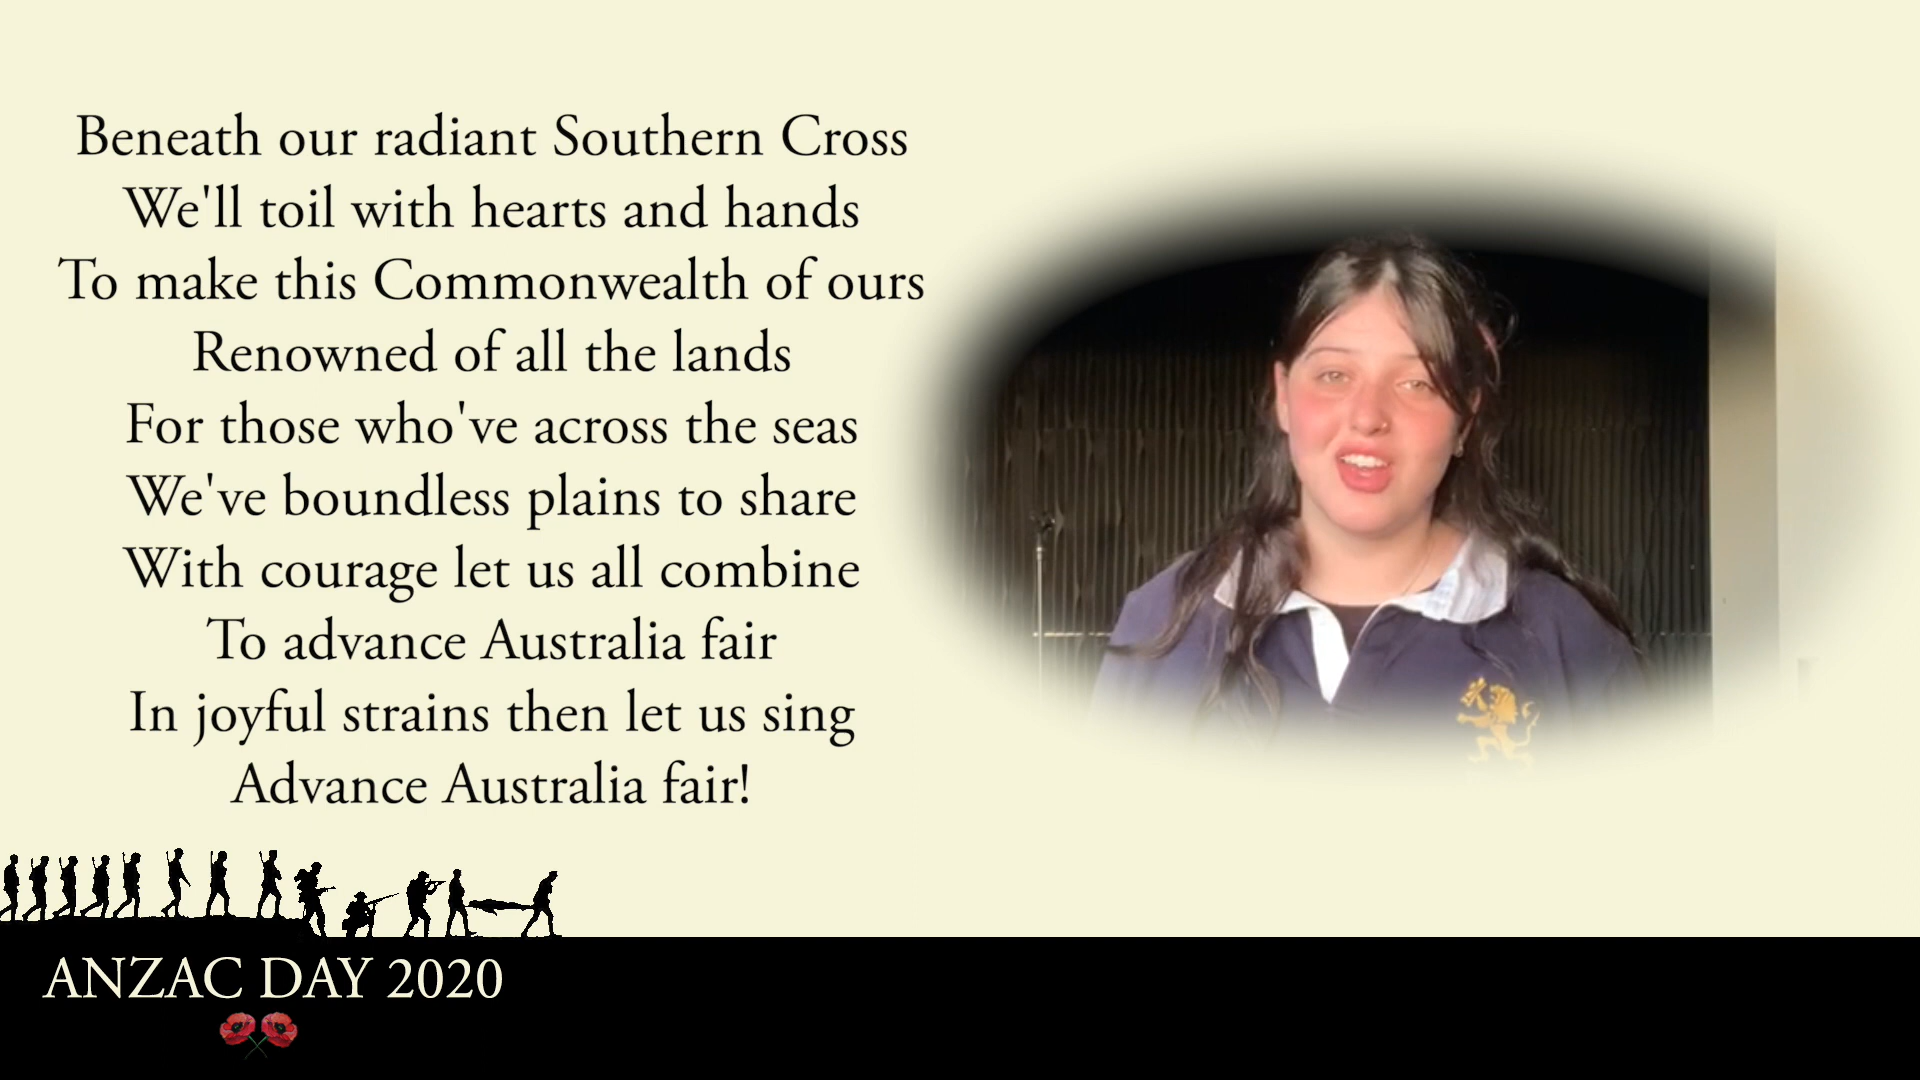 Beneath our radiant Southern Cross
We'll toil with hearts and hands
To make this Commonwealth of ours
Renowned of all the lands
For those who've across the seas
We've boundless plains to share
With courage let us all combine
To advance Australia fair
In joyful strains then let us sing
Advance Australia fair!
ANZAC DAY 2020